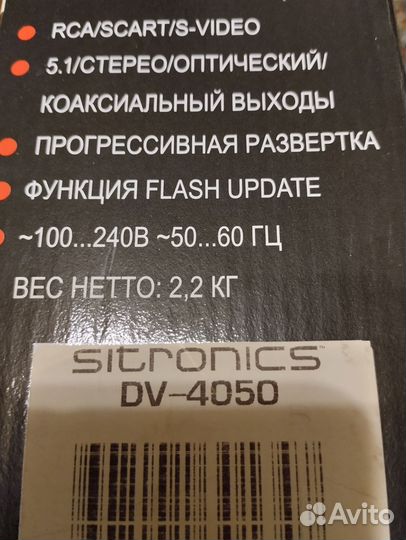 RCA/SCART/S-VIDEO
5.1/СТЕРЕО/ОПТИЧЕСКИЙ/
КОАКСИАЛЬНЫЙ ВЫХОДЫ
ПРОГРЕССИВНАЯ РАЗВЕРТКА
ФУНКЦИЯ FLASH UPDATE
~100...240В ~50...60 ГЦ
ВЕС НЕТТО: 2,2 КГ
SITRONICS™
DV-4050
Avito